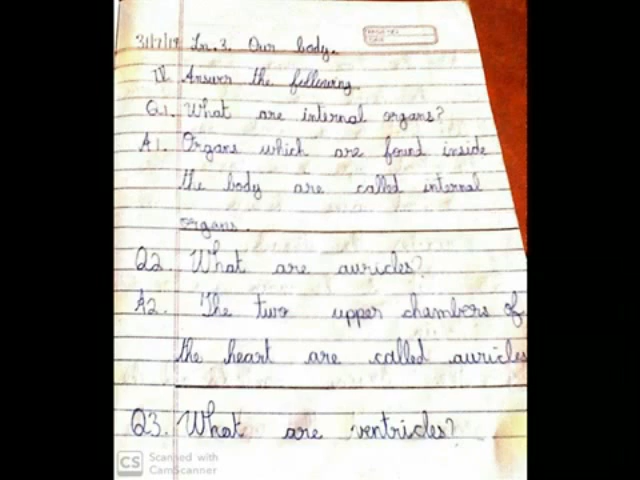 31/7/19 Ln. 3. Our body.
II. Answer the following
Q1. What are internal organs?
A1. Organs which are found inside
the body are called internal
organs.
Q2. What are auricles?
A2. The two upper chambers of
the heart are called auricles
Q3. What are ventricles?
CS Scanned with
CamScanner